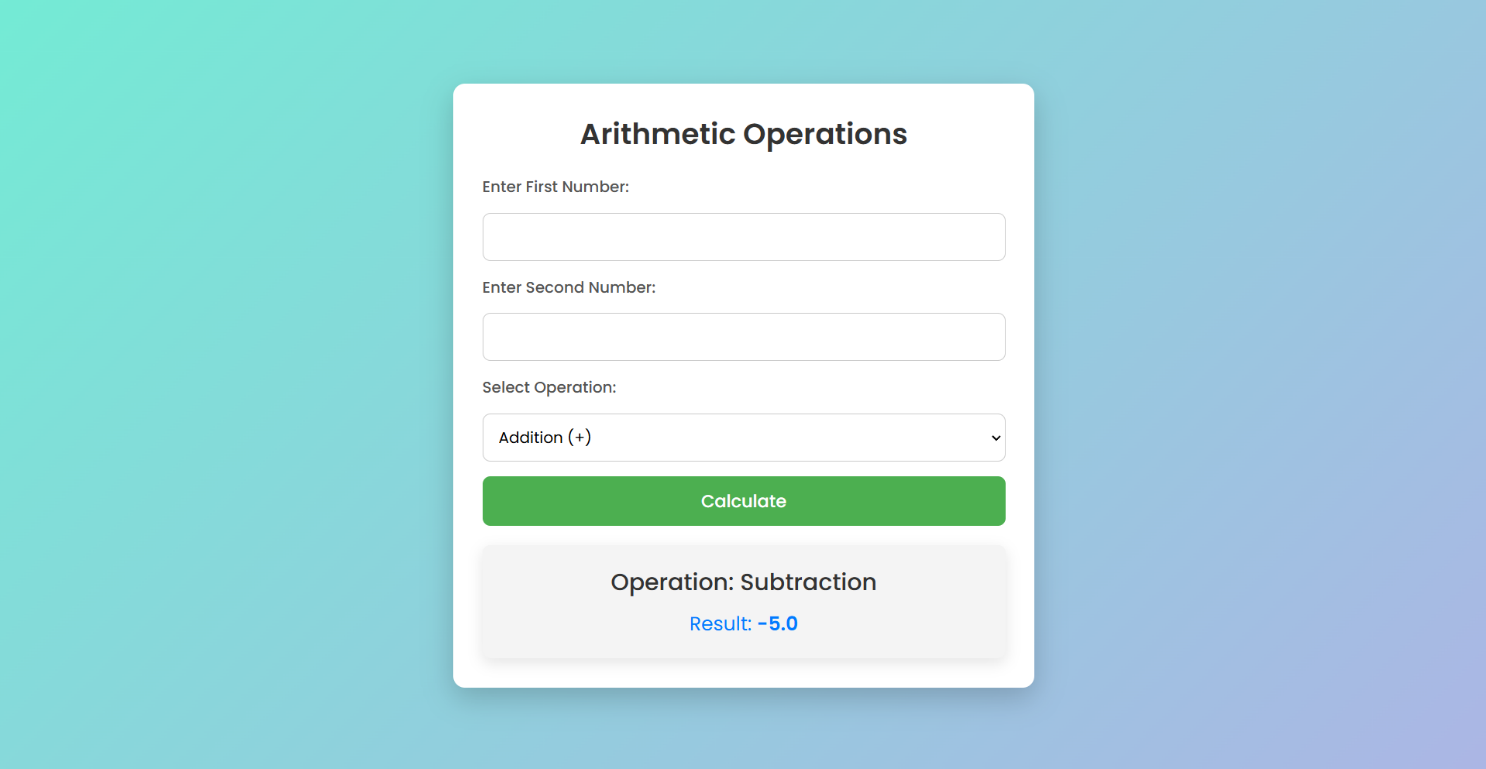 Arithmetic Operations
Enter First Number:
Enter Second Number:
Select Operation:
Addition (+)
Calculate
Operation: Subtraction
Result: -5.0